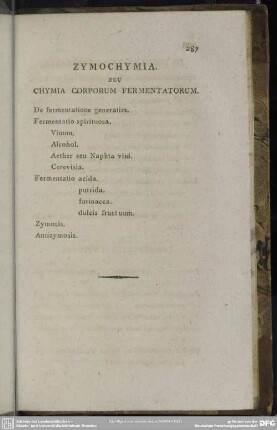 287
ZYMOCHYMIA.
SEU
CHYMIA CORPORUM FERMENTATORUM.
De fermentatione generatim.
Fermentatio spirituosa.
Vinum.
Alcohol.
Aether seu Naphta vini.
Cerevisia.
Fermentatio acida.
putrida.
farinacea.
dulcis fructuum.
Zymosis.
Antizymosis.
DFG